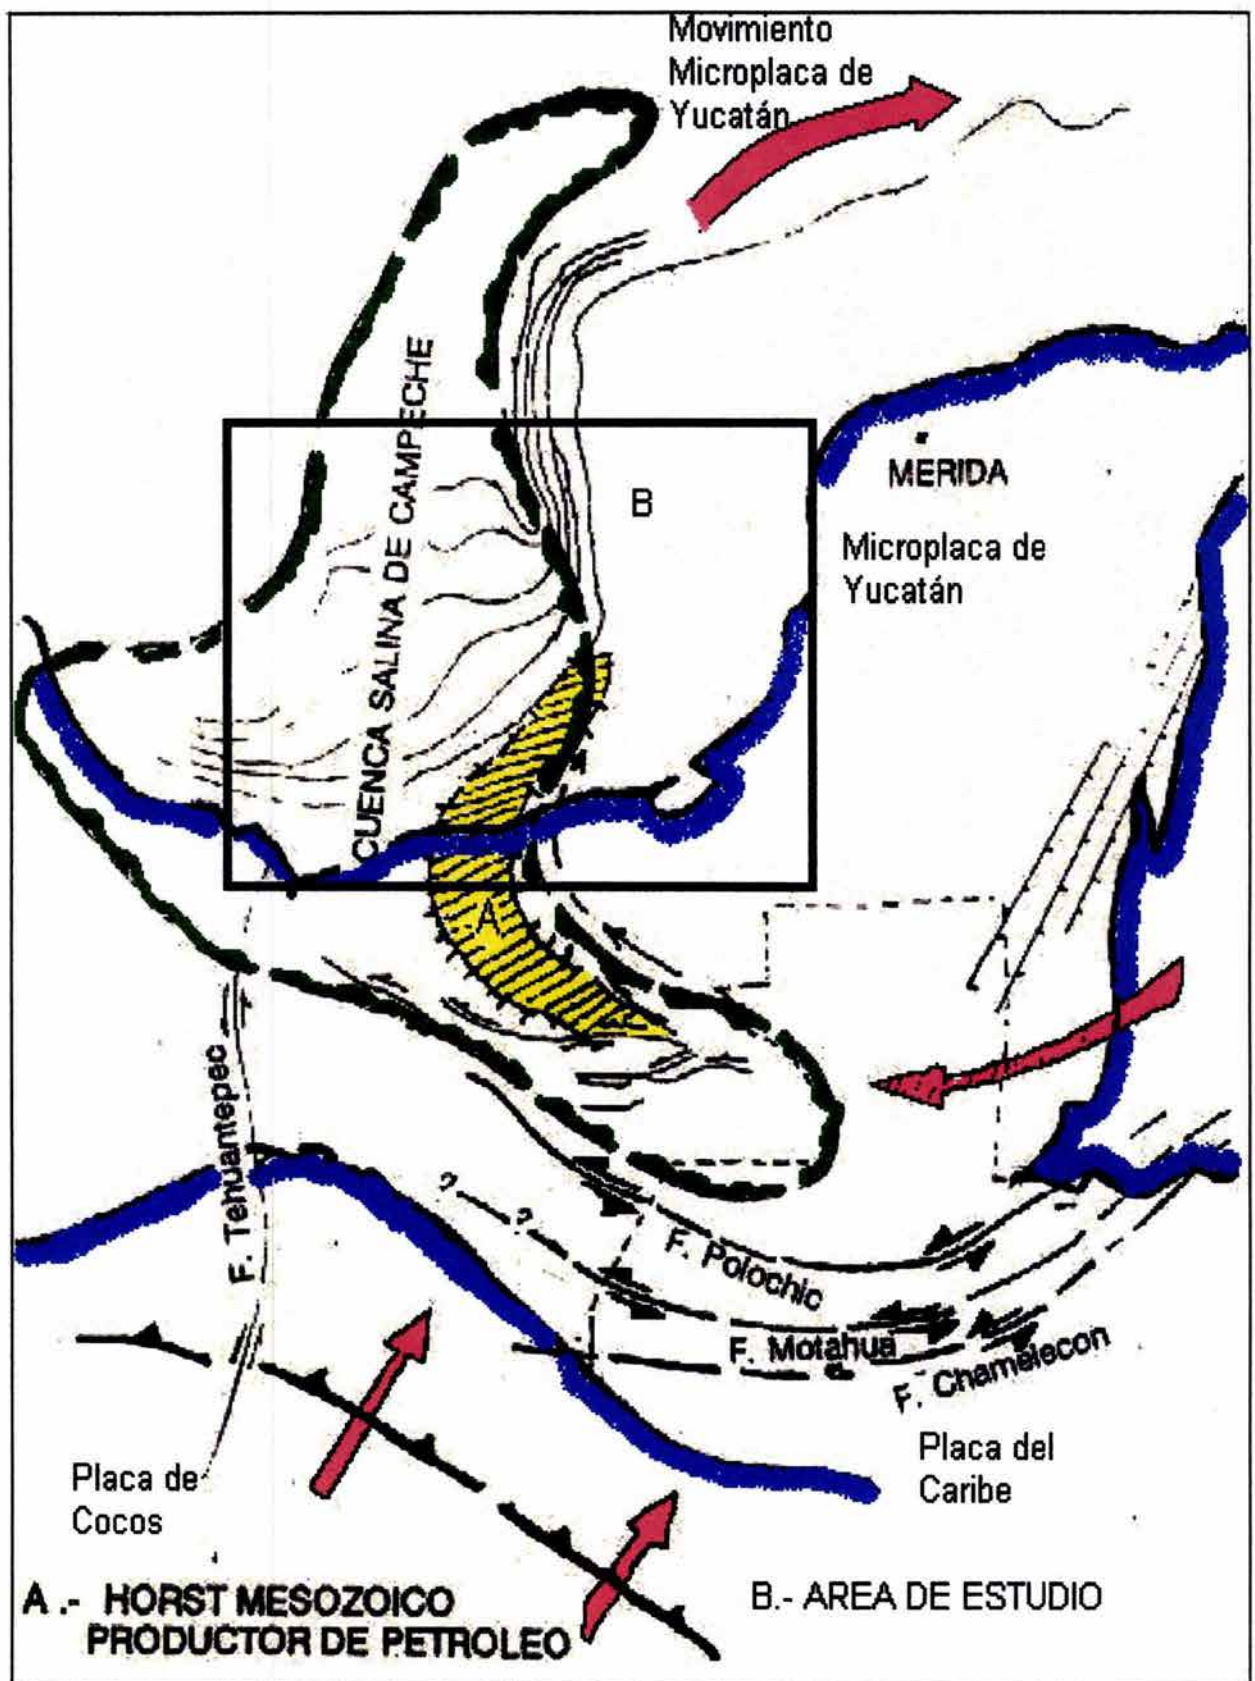 Movimiento
Microplaca de
Yucatán
CUENCA SALINA DE CAMPECHE
B
MERIDA
Microplaca de
Yucatán
A
F. Tehuantepec
?
?
F. Polochic
F. Motahua
F. Chamelecon
Placa de
Cocos
Placa del
Caribe
A.- HORST MESOZOICO
PRODUCTOR DE PETROLEO
B.- AREA DE ESTUDIO